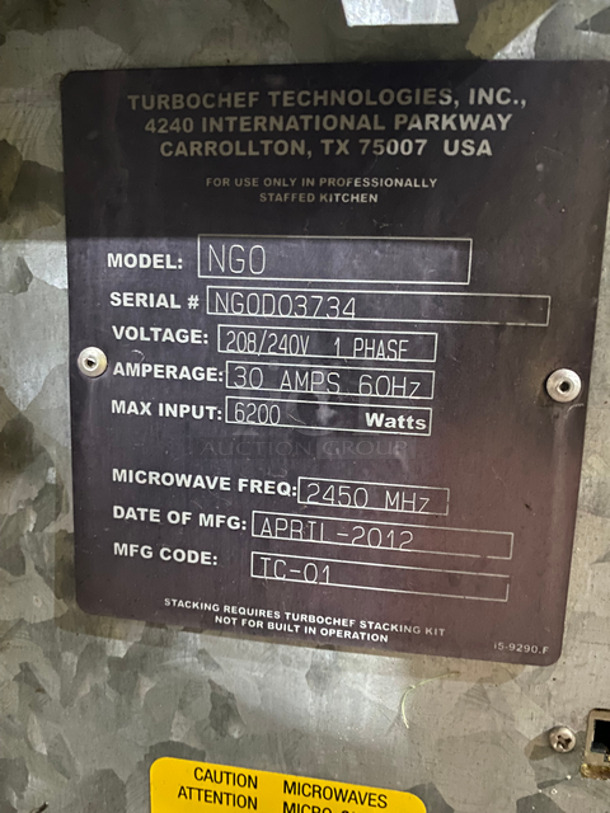 TURBOCHEF TECHNOLOGIES, INC.,
4240 INTERNATIONAL PARKWAY
CARROLLTON, TX 75007 USA
FOR USE ONLY IN PROFESSIONALLY
STAFFED KITCHEN
MODEL: NGO
SERIAL # NGOD03734
VOLTAGE: 208/240V 1 PHASE
AMPERAGE: 30 AMPS 60Hz
MAX INPUT: 6200 Watts
AUCTION GROUP
MICROWAVE FREQ: 2450 MHz
DATE OF MFG: APRIL-2012
MFG CODE: TC-01
STACKING REQUIRES TURBOCHEF STACKING KIT
NOT FOR BUILT IN OPERATION
i5-9290.F
CAUTION MICROWAVES
ATTENTION